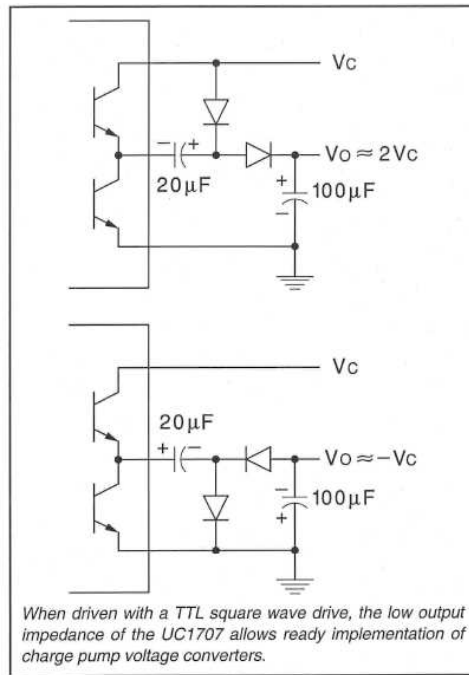 VC
− +
20µF
VO ≈ 2VC
+
100µF
−
VC
20µF
+ −
VO ≈ −VC
−
100µF
+
When driven with a TTL square wave drive, the low output
impedance of the UC1707 allows ready implementation of
charge pump voltage converters.